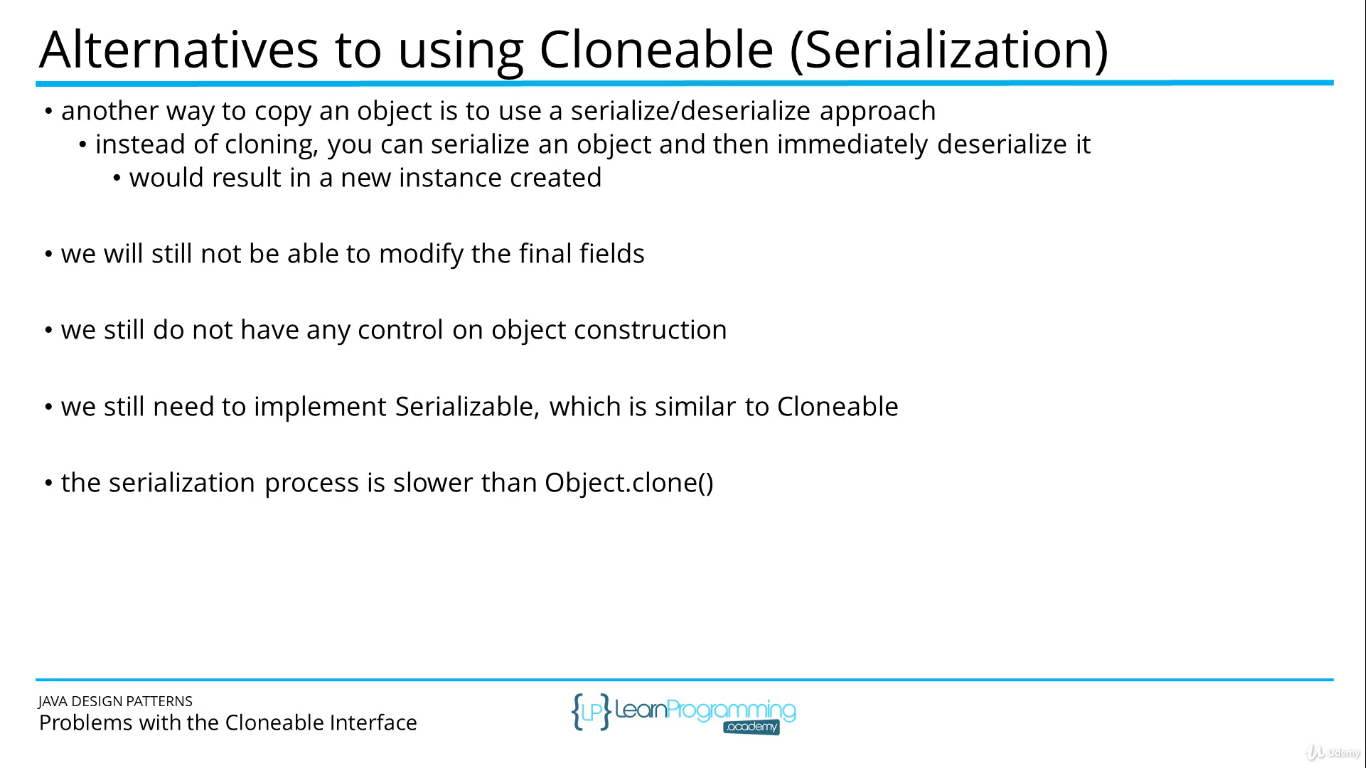 Alternatives to using Cloneable (Serialization)
• another way to copy an object is to use a serialize/deserialize approach
• instead of cloning, you can serialize an object and then immediately deserialize it
• would result in a new instance created
• we will still not be able to modify the final fields
• we still do not have any control on object construction
• we still need to implement Serializable, which is similar to Cloneable
• the serialization process is slower than Object.clone()
JAVA DESIGN PATTERNS
Problems with the Cloneable Interface
{LP} LearnProgramming
.academy
Udemy